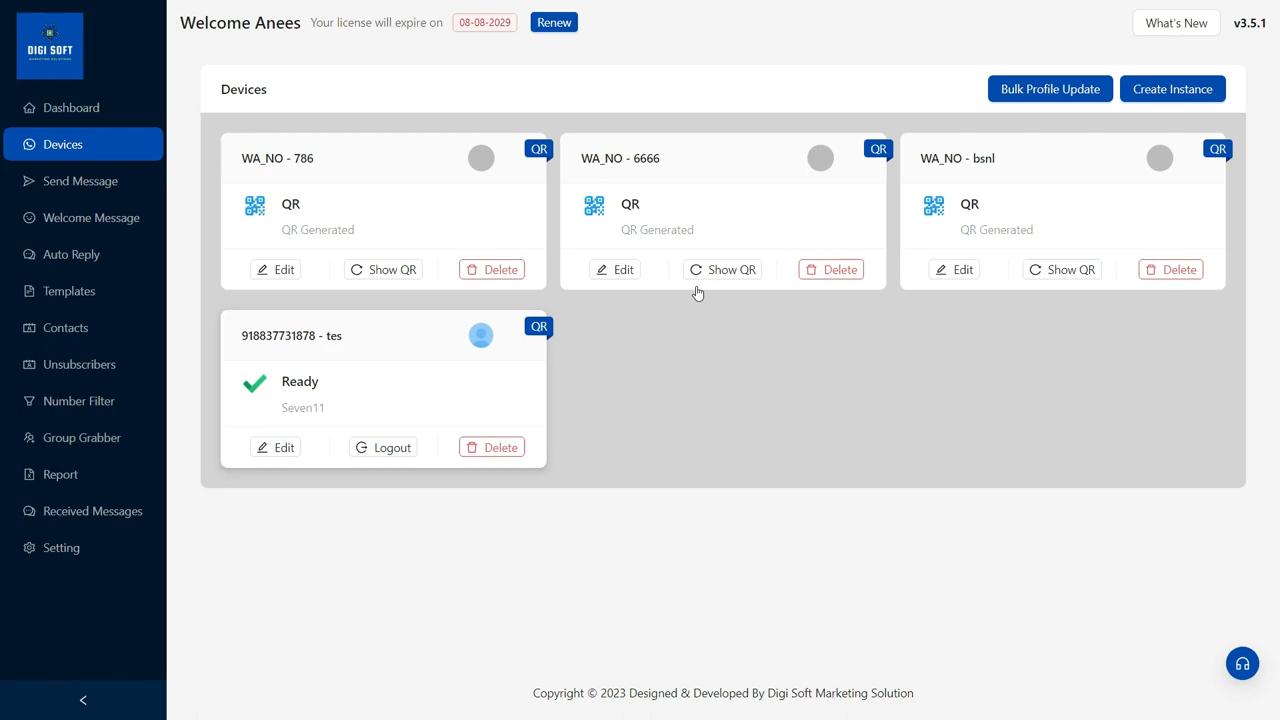 Welcome Anees Your license will expire on 08-08-2029 Renew What's New v3.5.1
DIGI SOFT
MARKETING SOLUTIONS
Dashboard
Devices
Send Message
Welcome Message
Auto Reply
Templates
Contacts
Unsubscribers
Number Filter
Group Grabber
Report
Received Messages
Setting
Devices Bulk Profile Update Create Instance
WA_NO - 786 QR
QR
QR Generated
Edit Show QR Delete
WA_NO - 6666 QR
QR
QR Generated
Edit Show QR Delete
WA_NO - bsnl QR
QR
QR Generated
Edit Show QR Delete
918837731878 - tes QR
Ready
Seven11
Edit Logout Delete
Copyright © 2023 Designed & Developed By Digi Soft Marketing Solution